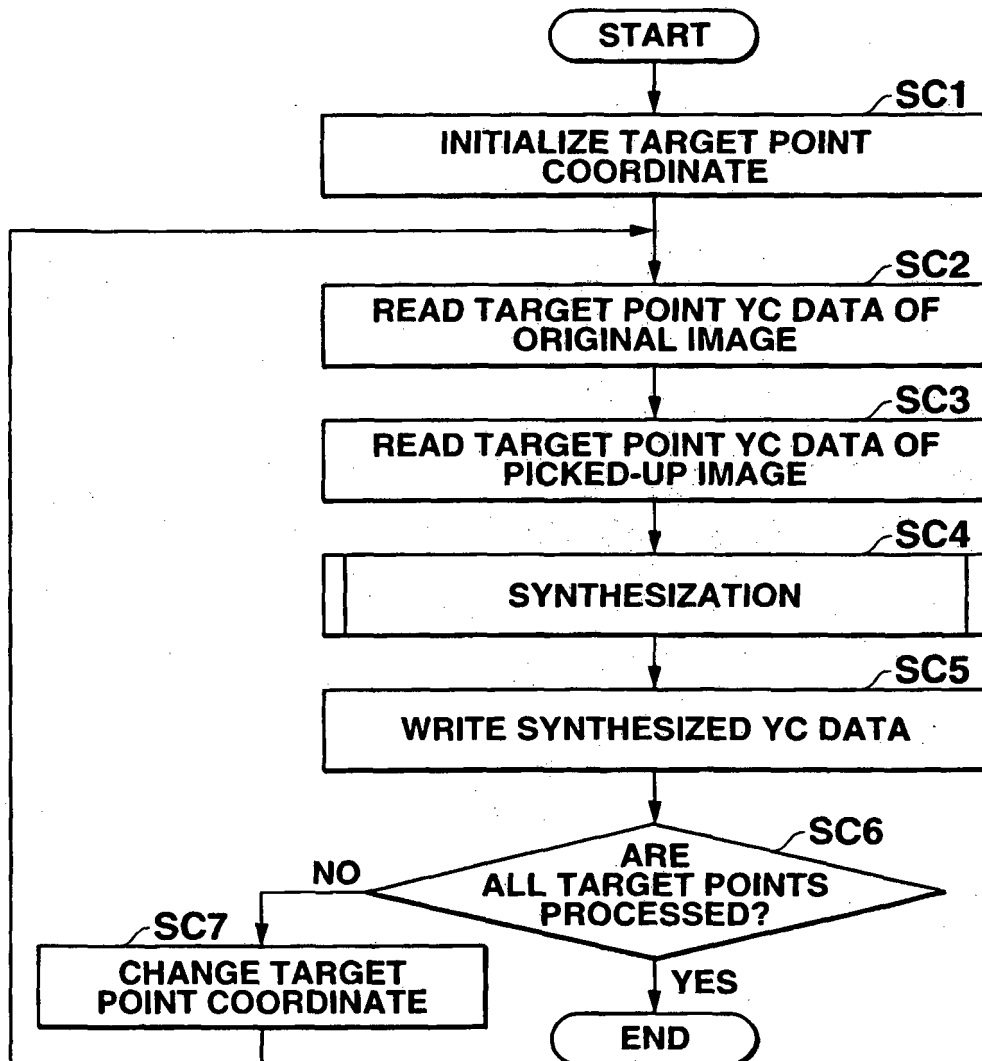 START
SC1
INITIALIZE TARGET POINT
COORDINATE
SC2
READ TARGET POINT YC DATA OF
ORIGINAL IMAGE
SC3
READ TARGET POINT YC DATA OF
PICKED-UP IMAGE
SC4
SYNTHESIZATION
SC5
WRITE SYNTHESIZED YC DATA
SC6
ARE
ALL TARGET POINTS
PROCESSED?
NO
SC7
CHANGE TARGET
POINT COORDINATE
YES
END